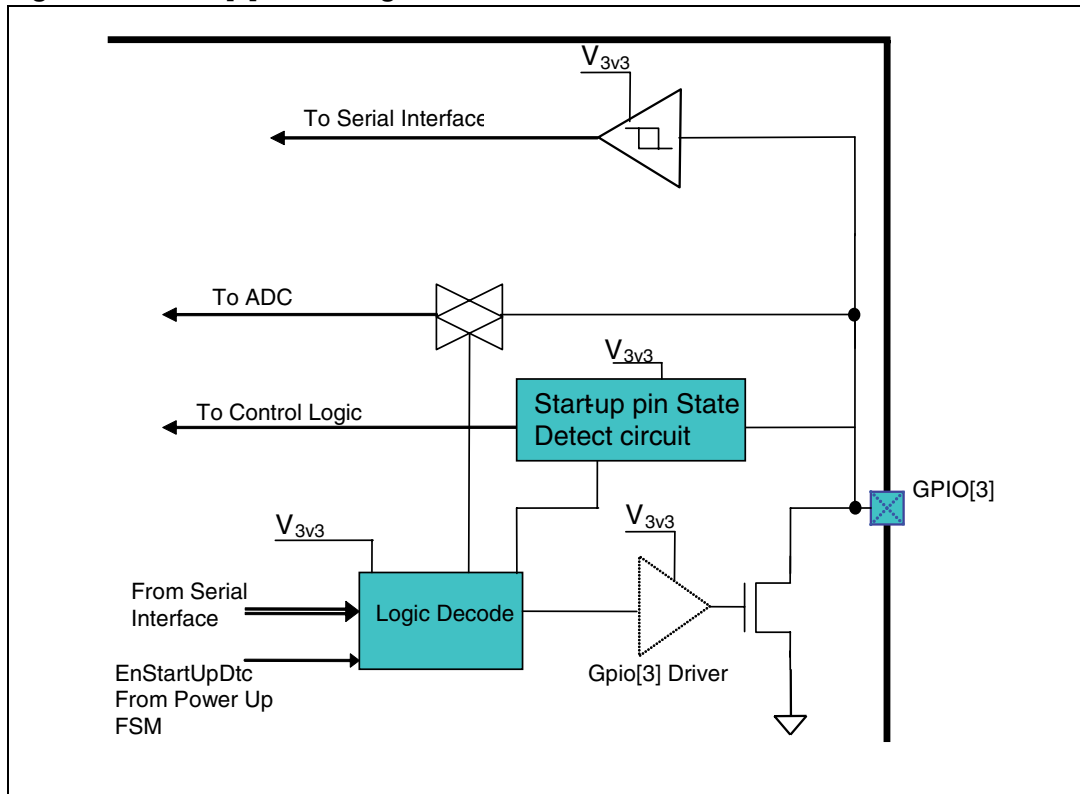 V3v3
To Serial Interface
To ADC
V3v3
Start-up pin State
Detect circuit
To Control Logic
GPIO[3]
V3v3
V3v3
From Serial
Interface
Logic Decode
EnStartUpDtc
From Power Up
FSM
Gpio[3] Driver